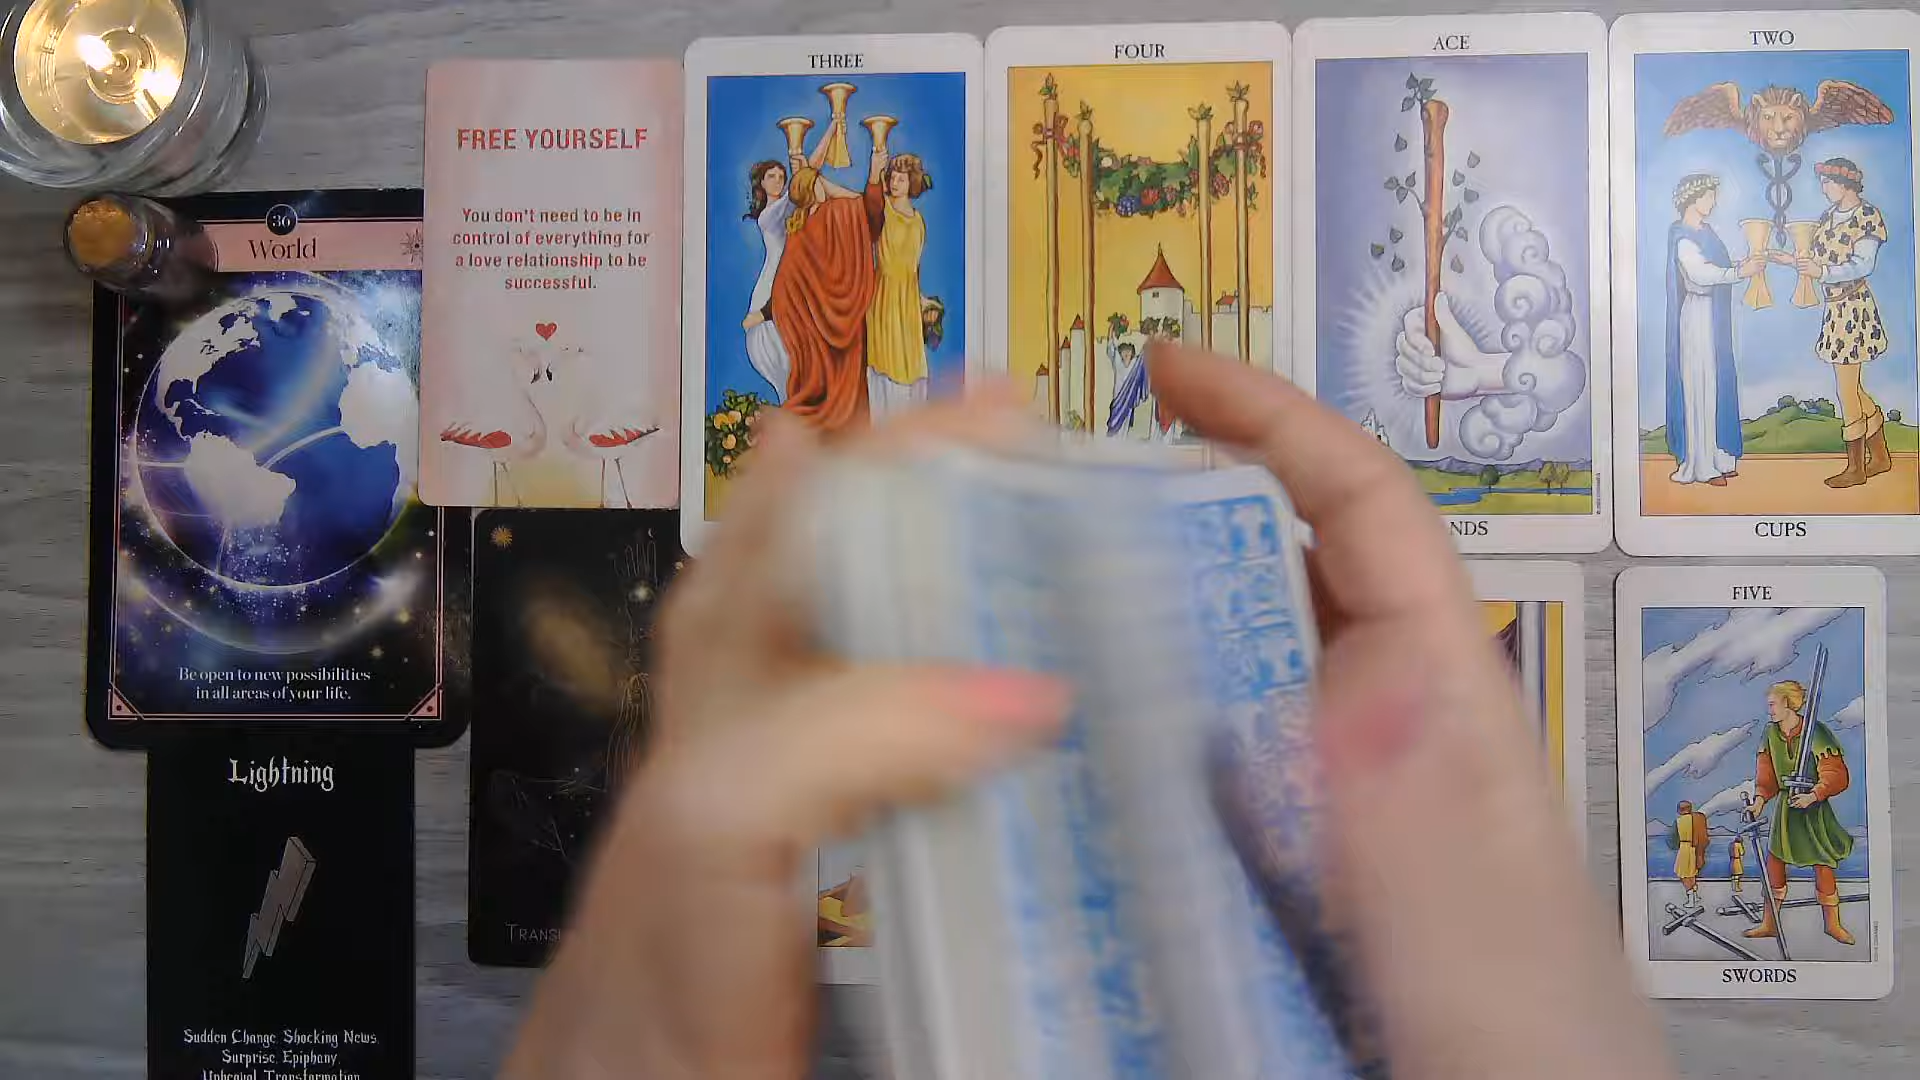 36
World
Be open to new possibilities
in all areas of your life.
Lightning
Sudden Change, Shocking News,
Surprise, Epiphany,
Upheaval, Transformation
FREE YOURSELF
You don't need to be in
control of everything for
a love relationship to be
successful.
THREE
FOUR
ACE
TWO
CUPS
FIVE
SWORDS